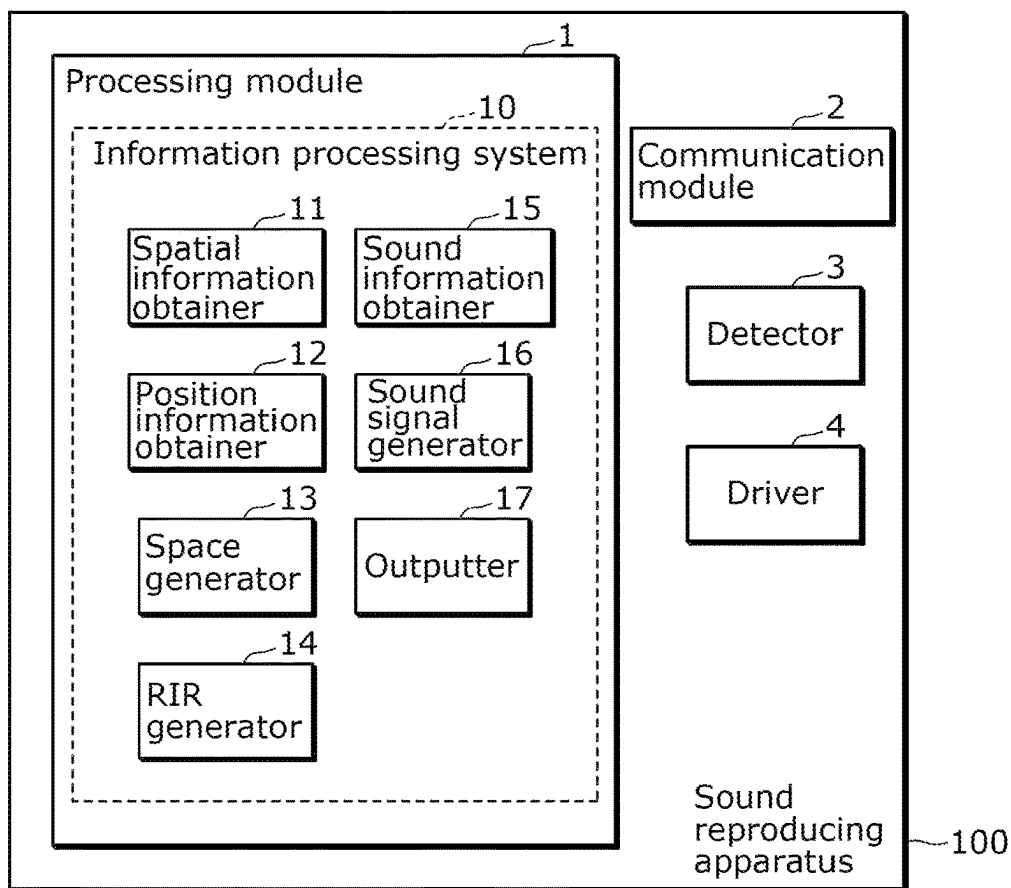 1
Processing module
10
Information processing system
11
Spatial
information
obtainer
15
Sound
information
obtainer
12
Position
information
obtainer
16
Sound
signal
generator
13
Space
generator
17
Outputter
14
RIR
generator
2
Communication
module
3
Detector
4
Driver
Sound
reproducing
apparatus
100